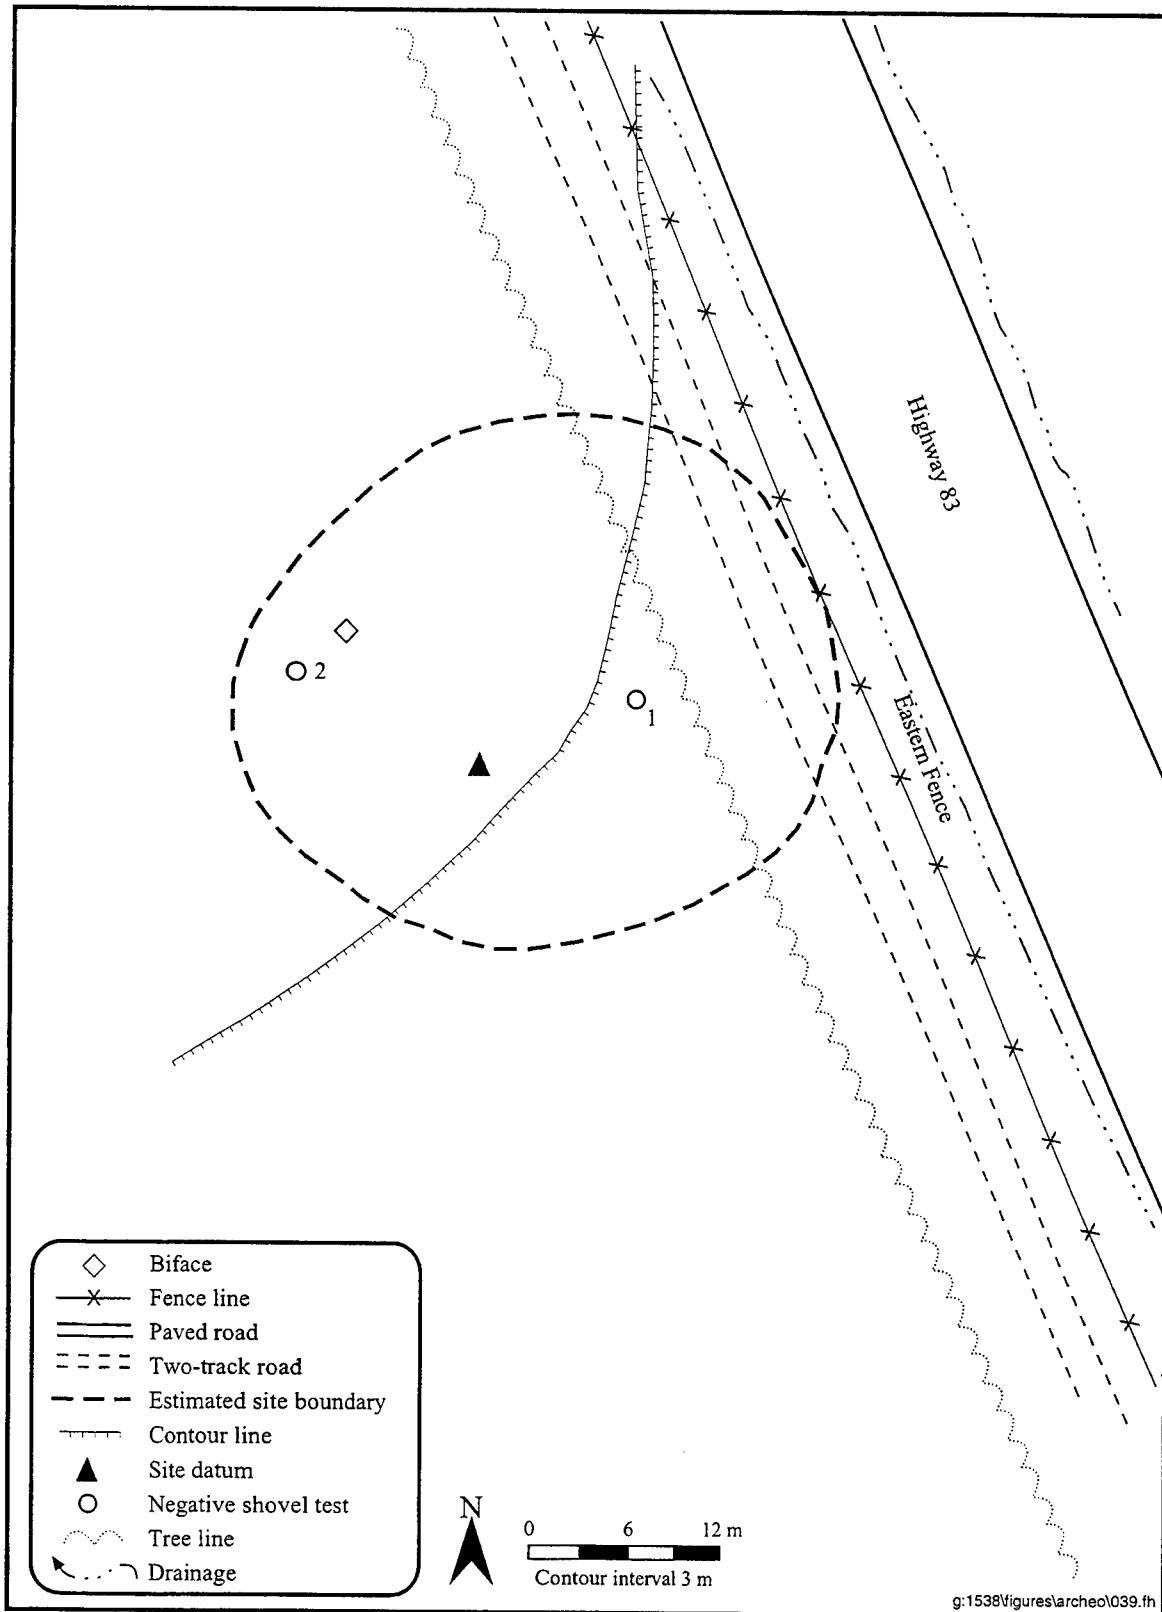 Highway 83
2
1
Eastern Fence
Biface
Fence line
Paved road
Two-track road
Estimated site boundary
Contour line
Site datum
Negative shovel test
Tree line
Drainage
N
0 6 12 m
Contour interval 3 m
g:1538\figures\archeo\039.fh